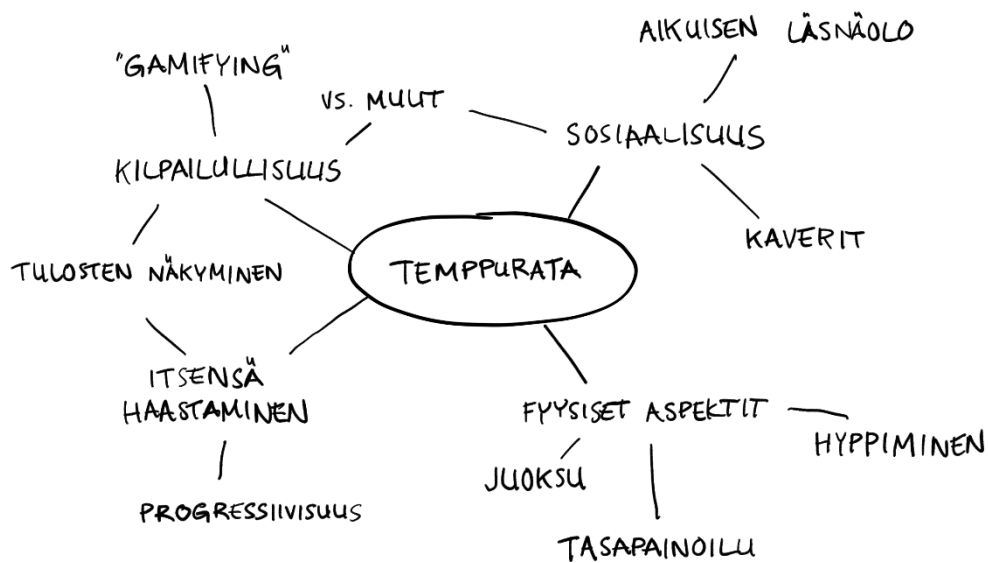 AIKUISEN LÄSNÄOLO
"GAMIFYING"
VS. MUUT
SOSIAALISUUS
KILPAILULLISUUS
KAVERIT
TULOSTEN NÄKYMINEN
TEMPPURATA
ITSENSÄ
HAASTAMINEN
FYYSISET ASPEKTIT
HYPPIMINEN
JUOKSU
PROGRESSIIVISUUS
TASAPAINOILU